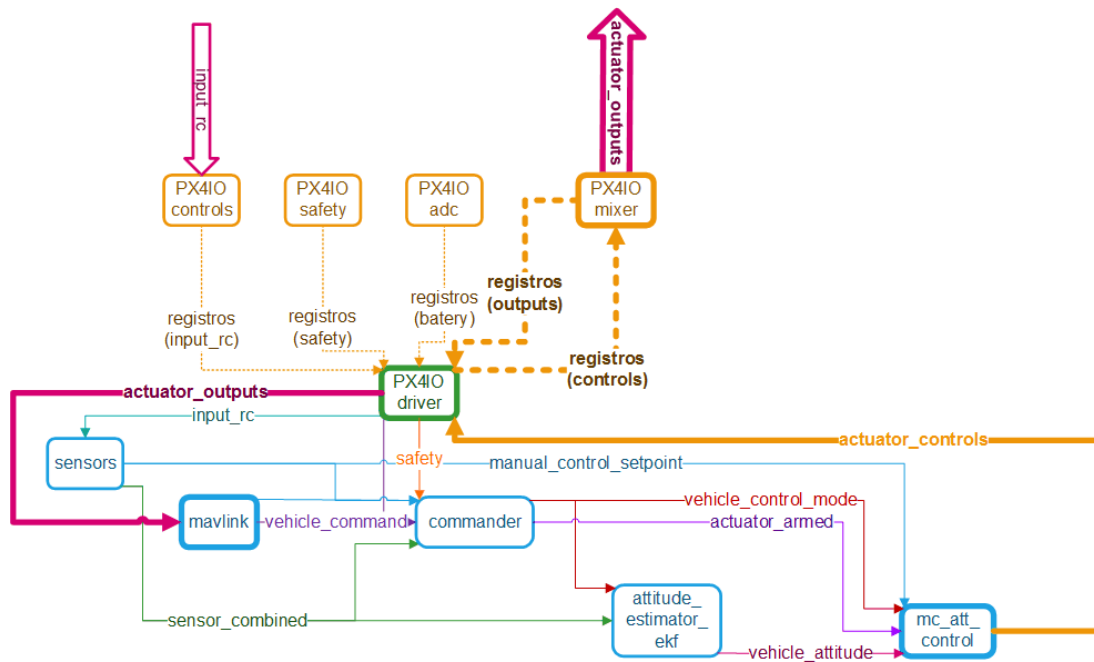 input_rc
actuator_outputs
PX4IO
controls
PX4IO
safety
PX4IO
adc
PX4IO
mixer
registros
(outputs)
registros
(input_rc)
registros
(safety)
registros
(batery)
registros
(controls)
PX4IO
driver
actuator_outputs
input_rc
actuator_controls
sensors
safety
manual_control_setpoint
mavlink
vehicle_command
commander
vehicle_control_mode
actuator_armed
sensor_combined
attitude_
estimator_
ekf
mc_att_
control
vehicle_attitude